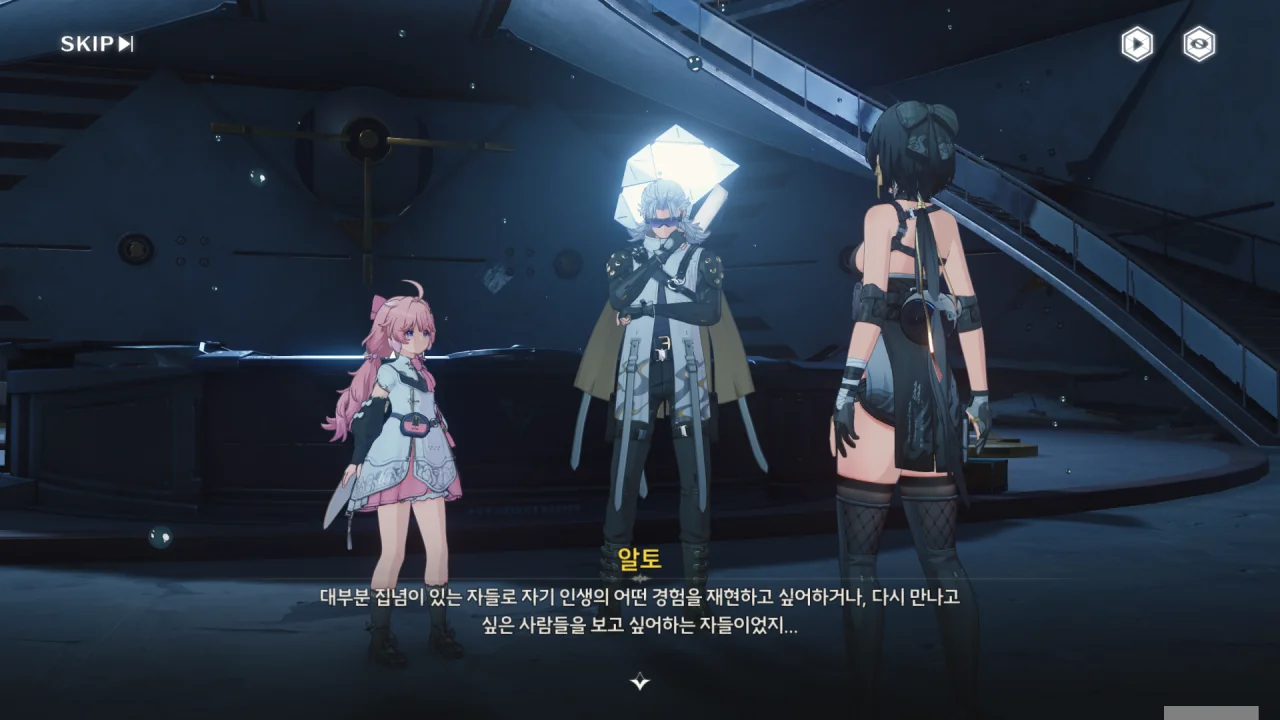 SKIP
알토
대부분 집념이 있는 자들로 자기 인생의 어떤 경험을 재현하고 싶어하거나, 다시 만나고
싶은 사람들을 보고 싶어하는 자들이었지...